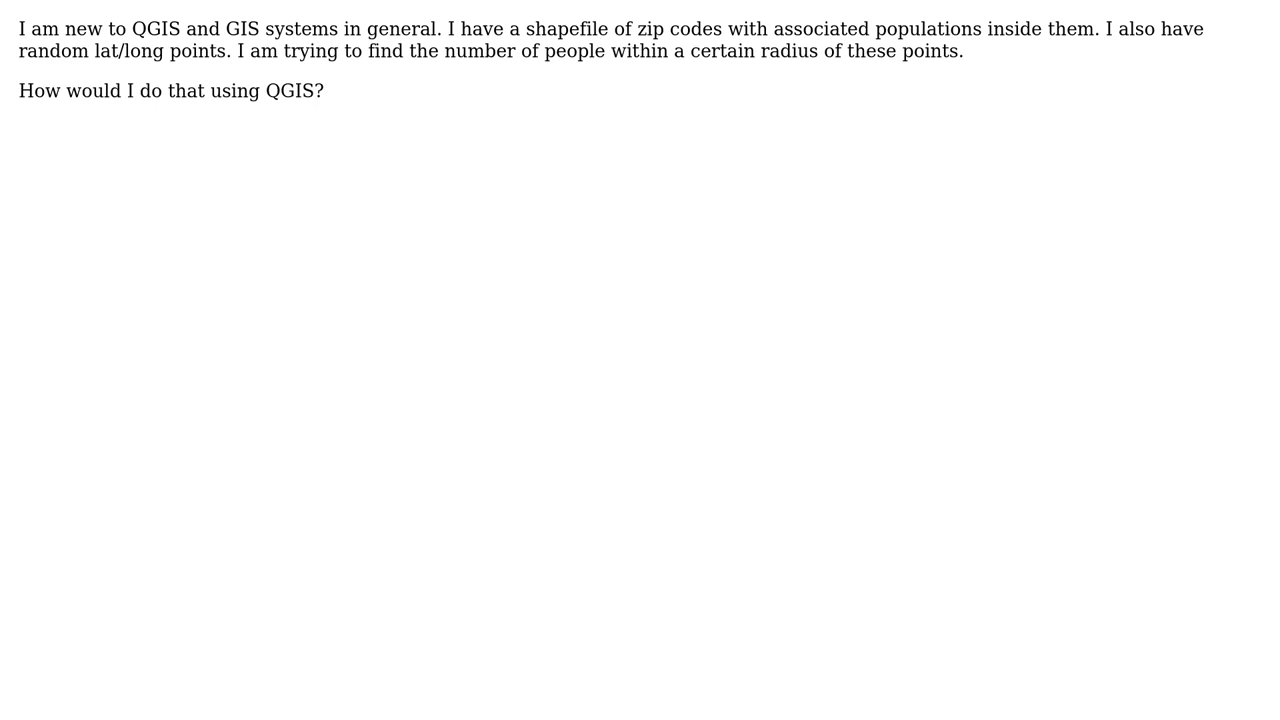 I am new to QGIS and GIS systems in general. I have a shapefile of zip codes with associated populations inside them. I also have
random lat/long points. I am trying to find the number of people within a certain radius of these points.
How would I do that using QGIS?